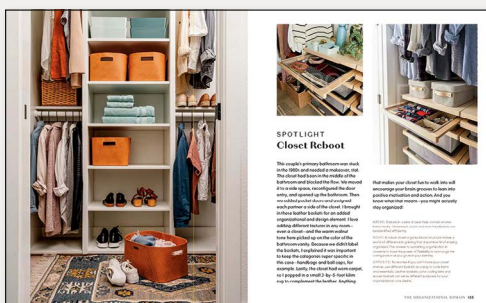 SPOTLIGHT
Closet Reboot
This couple's primary bathroom was stuck
in the 1980s and needed a makeover, stat.
The closet had been in the middle of the
bathroom and blocked the flow. We moved
it to a side space, reconfigured the door
entry, and opened up the bathroom. Then
we added pocket doors and assigned
each partner a side of the closet. I brought
in these leather baskets for an added
organizational and design element. I love
adding different textures in any room—
even a closet—and the warm walnut
tone here picked up on the color of the
bathroom vanity. Because we didn't label
the baskets, I explained it was important
to keep the categories super specific in
this case—handbags and ball caps, for
example. Lastly, the closet had worn carpet,
so I popped in a small 3-by-5-foot kilim
rug to complement the leather. Anything
that makes your closet fun to walk into will
encourage your brain grooves to lean into
positive motivation and action. And you
know what that means—you might actually
stay organized!
THE ORGANIZATIONAL DOMAIN